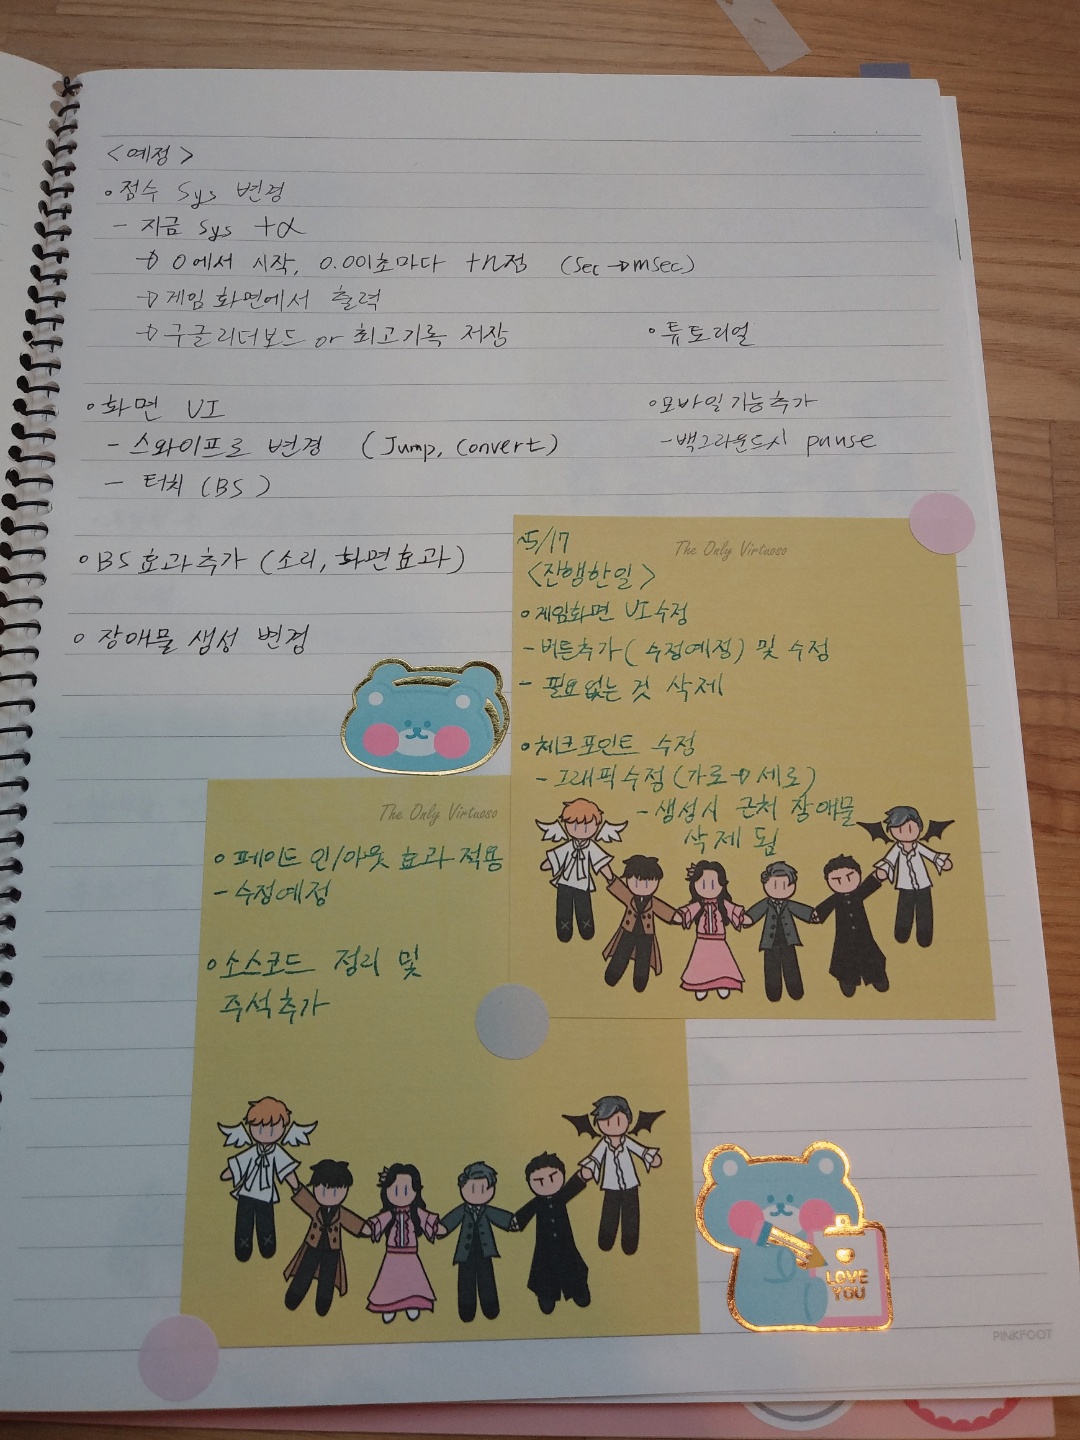 <예정>
◦점수 Sys 변경
- 지금 sys +α
→ 0에서 시작, 0.001초마다 +n점 (Sec → msec)
→ 게임 화면에서 출력
→ 구글리더보드 or 최고기록 저장
◦튜토리얼
◦화면 UI
- 스와이프로 변경 (Jump, Convert)
- 터치 (BS)
◦모바일 기능추가
-백그라운드시 pause
◦BS 효과추가 (소리, 화면효과)
◦장애물 생성 변경
~5/17
The Only Virtuoso
<진행한일>
◦게임화면 UI수정
-버튼추가(수정예정) 및 수정
- 필요없는 것 삭제
◦체크포인트 수정
-그래픽수정(가로→세로)
-생성시 근처 장애물
삭제 됨
The Only Virtuoso
◦페이드 인/아웃 효과 적용
-수정예정
◦소스코드 정리 및
주석추가
LOVE
YOU
PINKFOOT